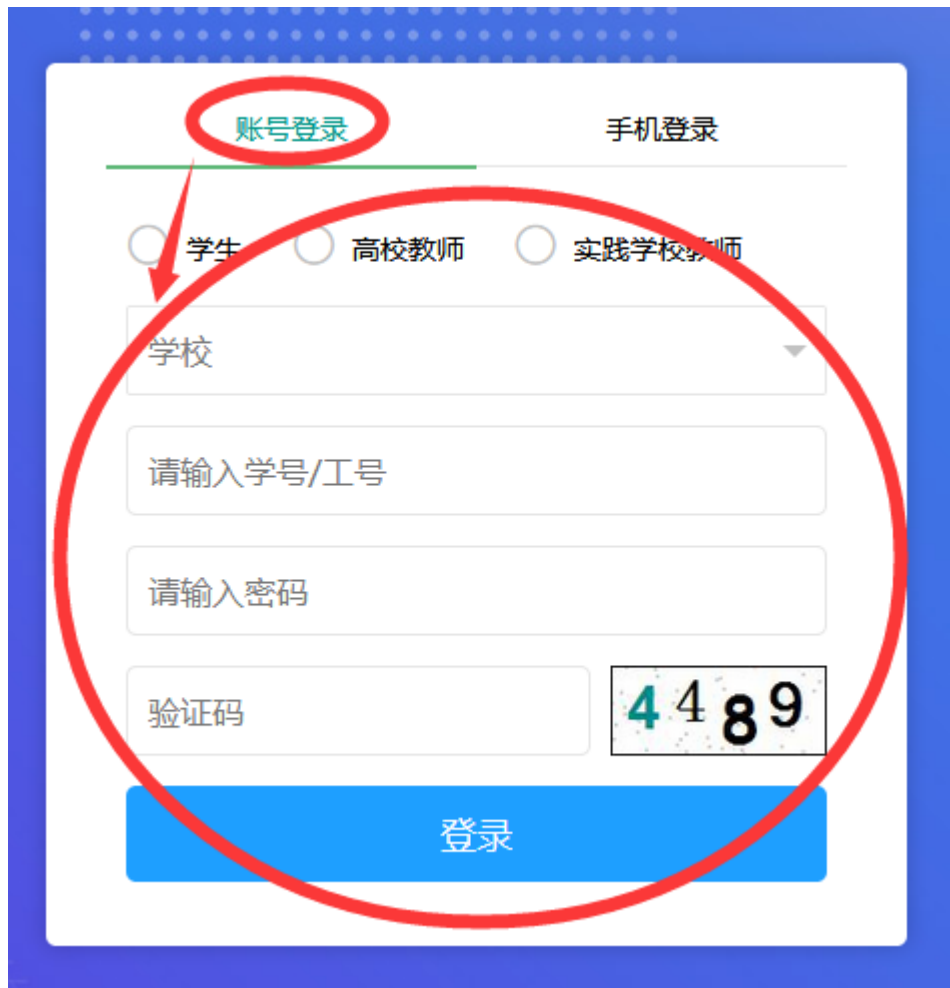 账号登录 手机登录
学生 高校教师 实践学校教师
学校
请输入学号/工号
请输入密码
验证码 4489
登录